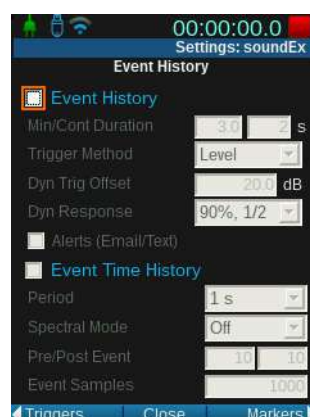 00:00:00.0
Settings: soundEx
Event History
Event History
Min/Cont Duration 3.0 2 s
Trigger Method Level
Dyn Trig Offset 20.0 dB
Dyn Response 90%, 1/2
Alerts (Email/Text)
Event Time History
Period 1 s
Spectral Mode Off
Pre/Post Event 10 10
Event Samples 1000
Triggers Close Markers